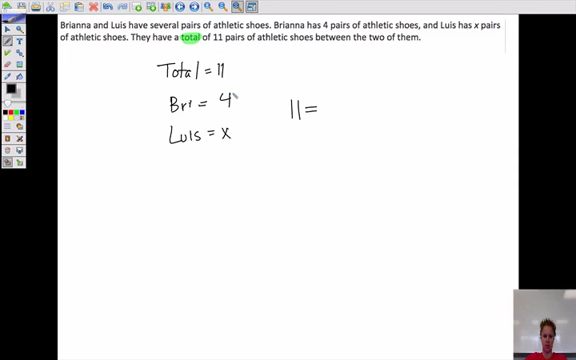 Brianna and Luis have several pairs of athletic shoes. Brianna has 4 pairs of athletic shoes, and Luis has x pairs
of athletic shoes. They have a total of 11 pairs of athletic shoes between the two of them.
Total = 11
Bri = 4
11 =
Luis = x